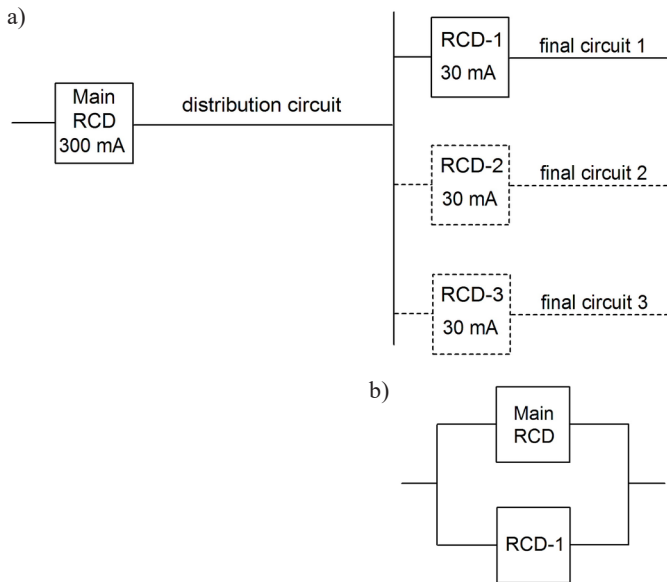 a)
Main
RCD
300 mA
distribution circuit
RCD-1
30 mA
final circuit 1
RCD-2
30 mA
final circuit 2
RCD-3
30 mA
final circuit 3
b)
Main
RCD
RCD-1